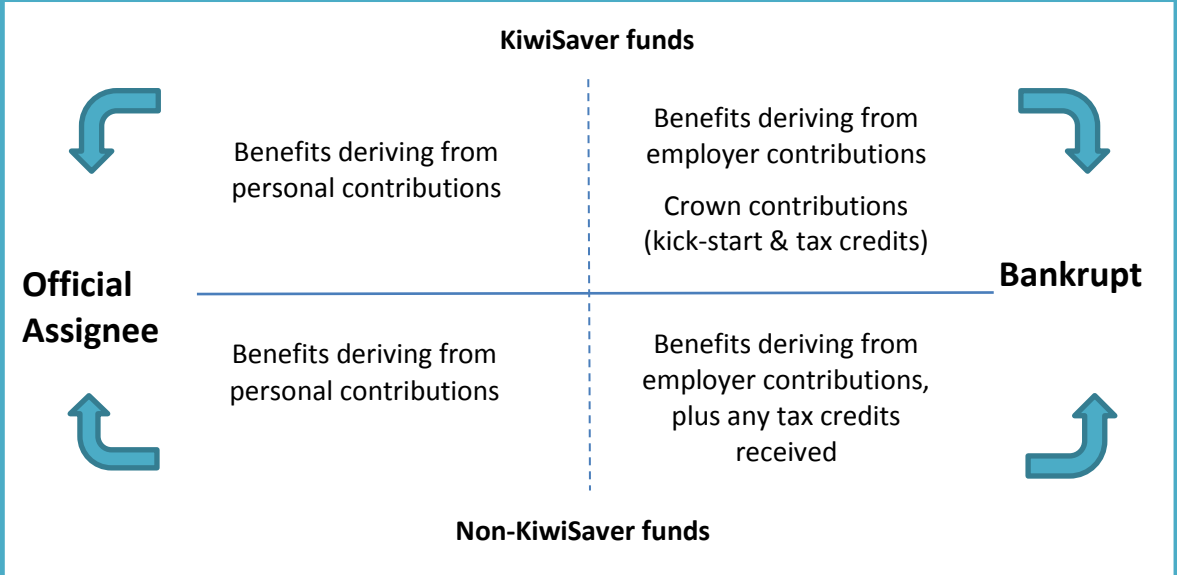 KiwiSaver funds
Benefits deriving from
personal contributions
Benefits deriving from
employer contributions
Crown contributions
(kick-start & tax credits)
Official
Assignee
Bankrupt
Benefits deriving from
personal contributions
Benefits deriving from
employer contributions,
plus any tax credits
received
Non-KiwiSaver funds